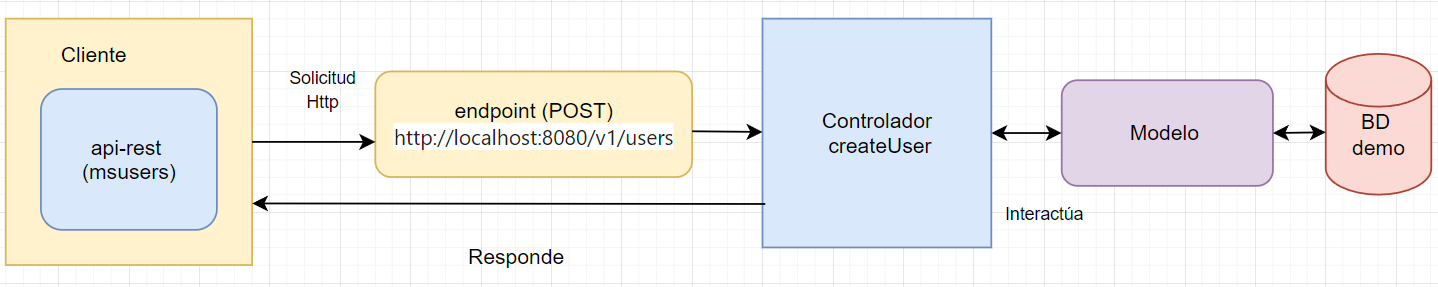 Cliente
api-rest
(msusers)
Solicitud
Http
endpoint (POST)
http://localhost:8080/v1/users
Controlador
createUser
Interactúa
Modelo
BD
demo
Responde